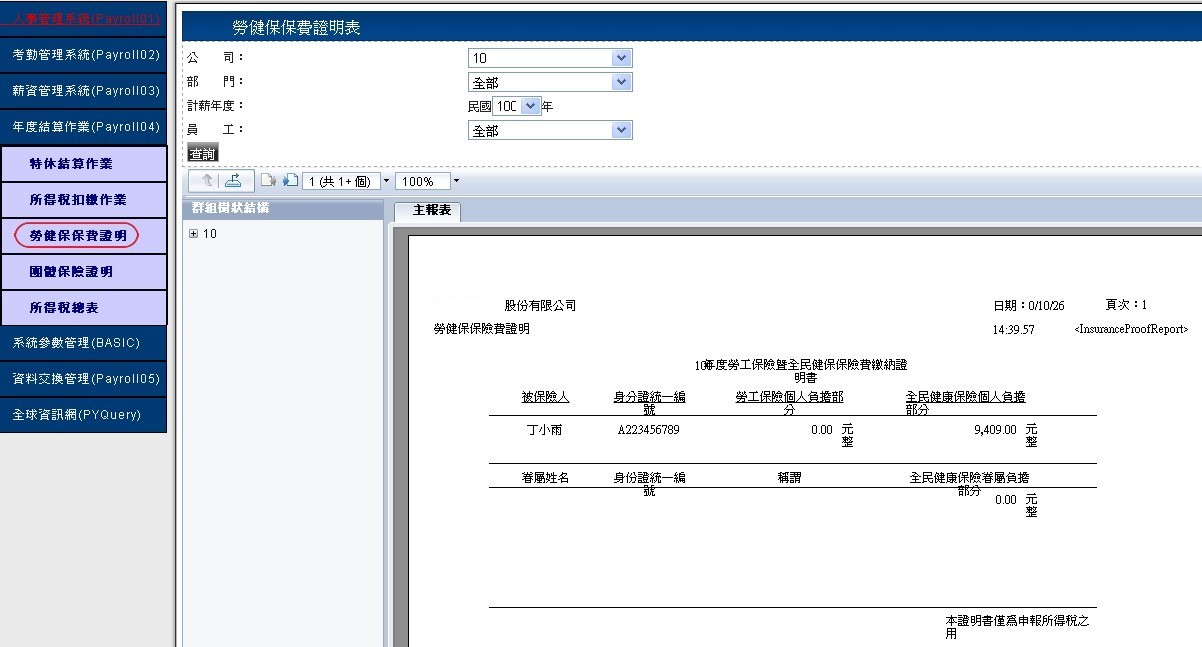 人事管理系統(Payroll01)
考勤管理系統(Payroll02)
薪資管理系統(Payroll03)
年度結算作業(Payroll04)
特休結算作業
所得稅扣繳作業
勞健保保費證明
團體保險證明
所得稅總表
系統參數管理(BASIC)
資料交換管理(Payroll05)
全球資訊網(PYQuery)
勞健保保費證明表
公 司： 10
部 門： 全部
計薪年度： 民國 100 年
員 工： 全部
查詢
1 (共 1+ 個) 100%
群組樹狀結構
主報表
10
股份有限公司 日期：0/10/26 頁次：1
勞健保保險費證明 14:39.57 <InsuranceProofReport>
年度勞工保險暨全民健保保險費繳納證
明書
被保險人 身分證統一編 勞工保險個人負擔部 全民健康保險個人負擔
號 分 部分
丁小雨 A223456789 0.00 元 9,409.00 元
整 整
眷屬姓名 身份證統一編 稱謂 全民健康保險眷屬負擔
號 部分
0.00 元
整
本證明書僅為申報所得稅之
用